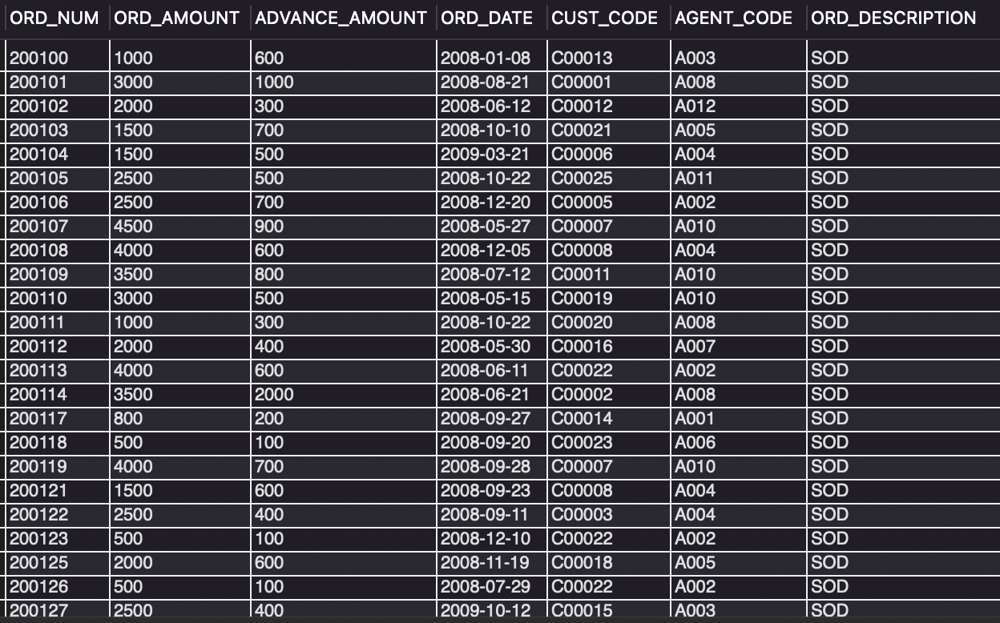 ORD_NUM ORD_AMOUNT ADVANCE_AMOUNT ORD_DATE CUST_CODE AGENT_CODE ORD_DESCRIPTION
200100 1000 600 2008-01-08 C00013 A003 SOD
200101 3000 1000 2008-08-21 C00001 A008 SOD
200102 2000 300 2008-06-12 C00012 A012 SOD
200103 1500 700 2008-10-10 C00021 A005 SOD
200104 1500 500 2009-03-21 C00006 A004 SOD
200105 2500 500 2008-10-22 C00025 A011 SOD
200106 2500 700 2008-12-20 C00005 A002 SOD
200107 4500 900 2008-05-27 C00007 A010 SOD
200108 4000 600 2008-12-05 C00008 A004 SOD
200109 3500 800 2008-07-12 C00011 A010 SOD
200110 3000 500 2008-05-15 C00019 A010 SOD
200111 1000 300 2008-10-22 C00020 A008 SOD
200112 2000 400 2008-05-30 C00016 A007 SOD
200113 4000 600 2008-06-11 C00022 A002 SOD
200114 3500 2000 2008-06-21 C00002 A008 SOD
200117 800 200 2008-09-27 C00014 A001 SOD
200118 500 100 2008-09-20 C00023 A006 SOD
200119 4000 700 2008-09-28 C00007 A010 SOD
200121 1500 600 2008-09-23 C00008 A004 SOD
200122 2500 400 2008-09-11 C00003 A004 SOD
200123 500 100 2008-12-10 C00022 A002 SOD
200125 2000 600 2008-11-19 C00018 A005 SOD
200126 500 100 2008-07-29 C00022 A002 SOD
200127 2500 400 2009-10-12 C00015 A003 SOD